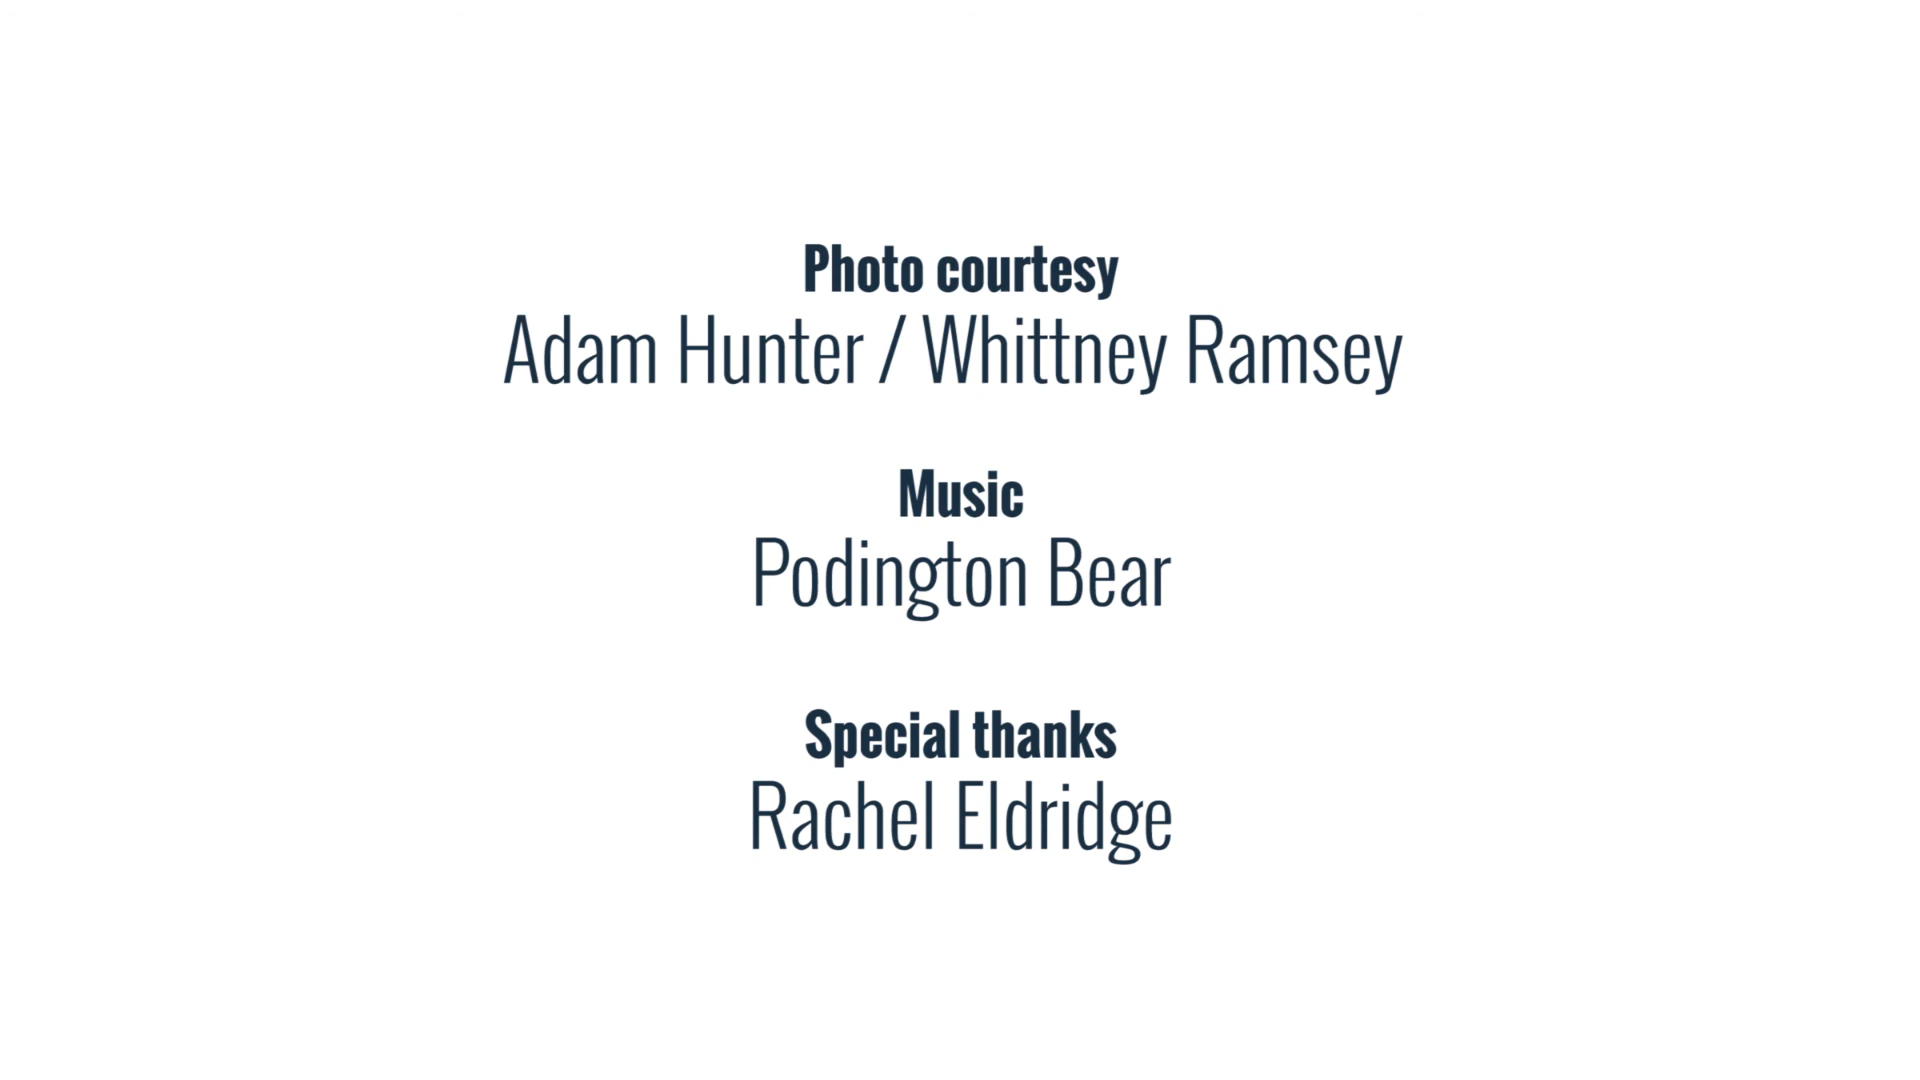 Photo courtesy
Adam Hunter / Whittney Ramsey
Music
Podington Bear
Special thanks
Rachel Eldridge